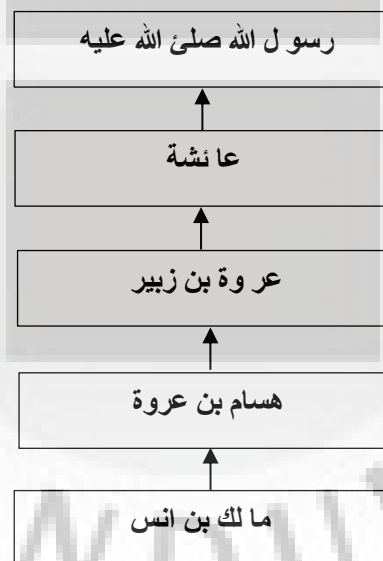 رسو ل الله صلئ الله عليه
عا ئشة
عر وة بن زبير
هسام بن عروة
ما لك بن انس